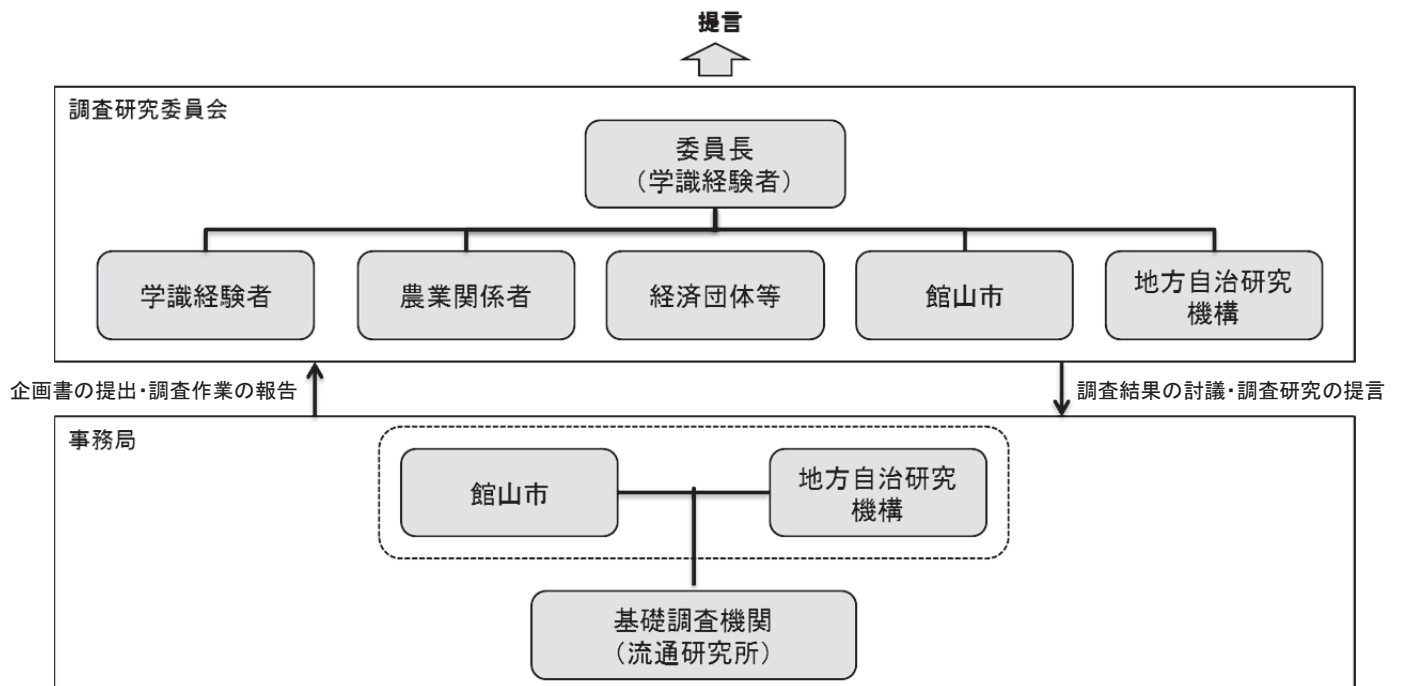 提言
調査研究委員会
委員長
（学識経験者）
学識経験者
農業関係者
経済団体等
館山市
地方自治研究
機構
企画書の提出・調査作業の報告
調査結果の討議・調査研究の提言
事務局
館山市
地方自治研究
機構
基礎調査機関
（流通研究所）